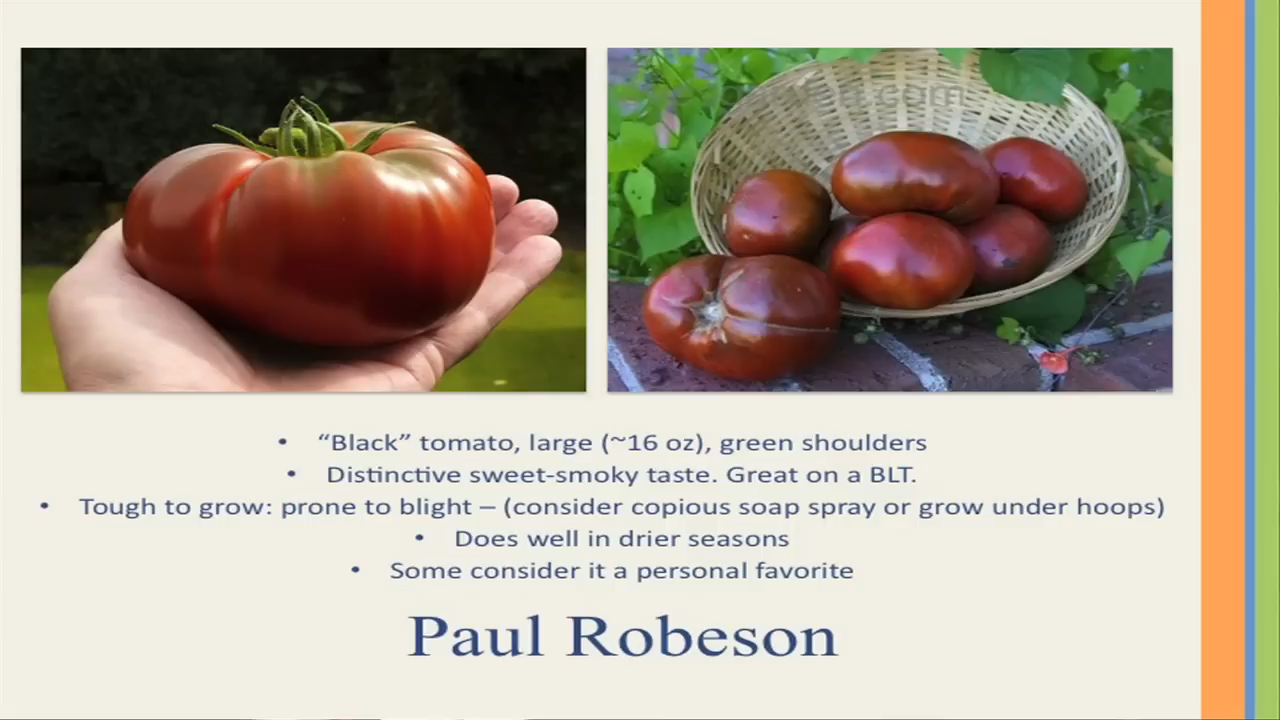 • “Black” tomato, large (~16 oz), green shoulders
• Distinctive sweet-smoky taste. Great on a BLT.
• Tough to grow: prone to blight – (consider copious soap spray or grow under hoops)
• Does well in drier seasons
• Some consider it a personal favorite
Paul Robeson